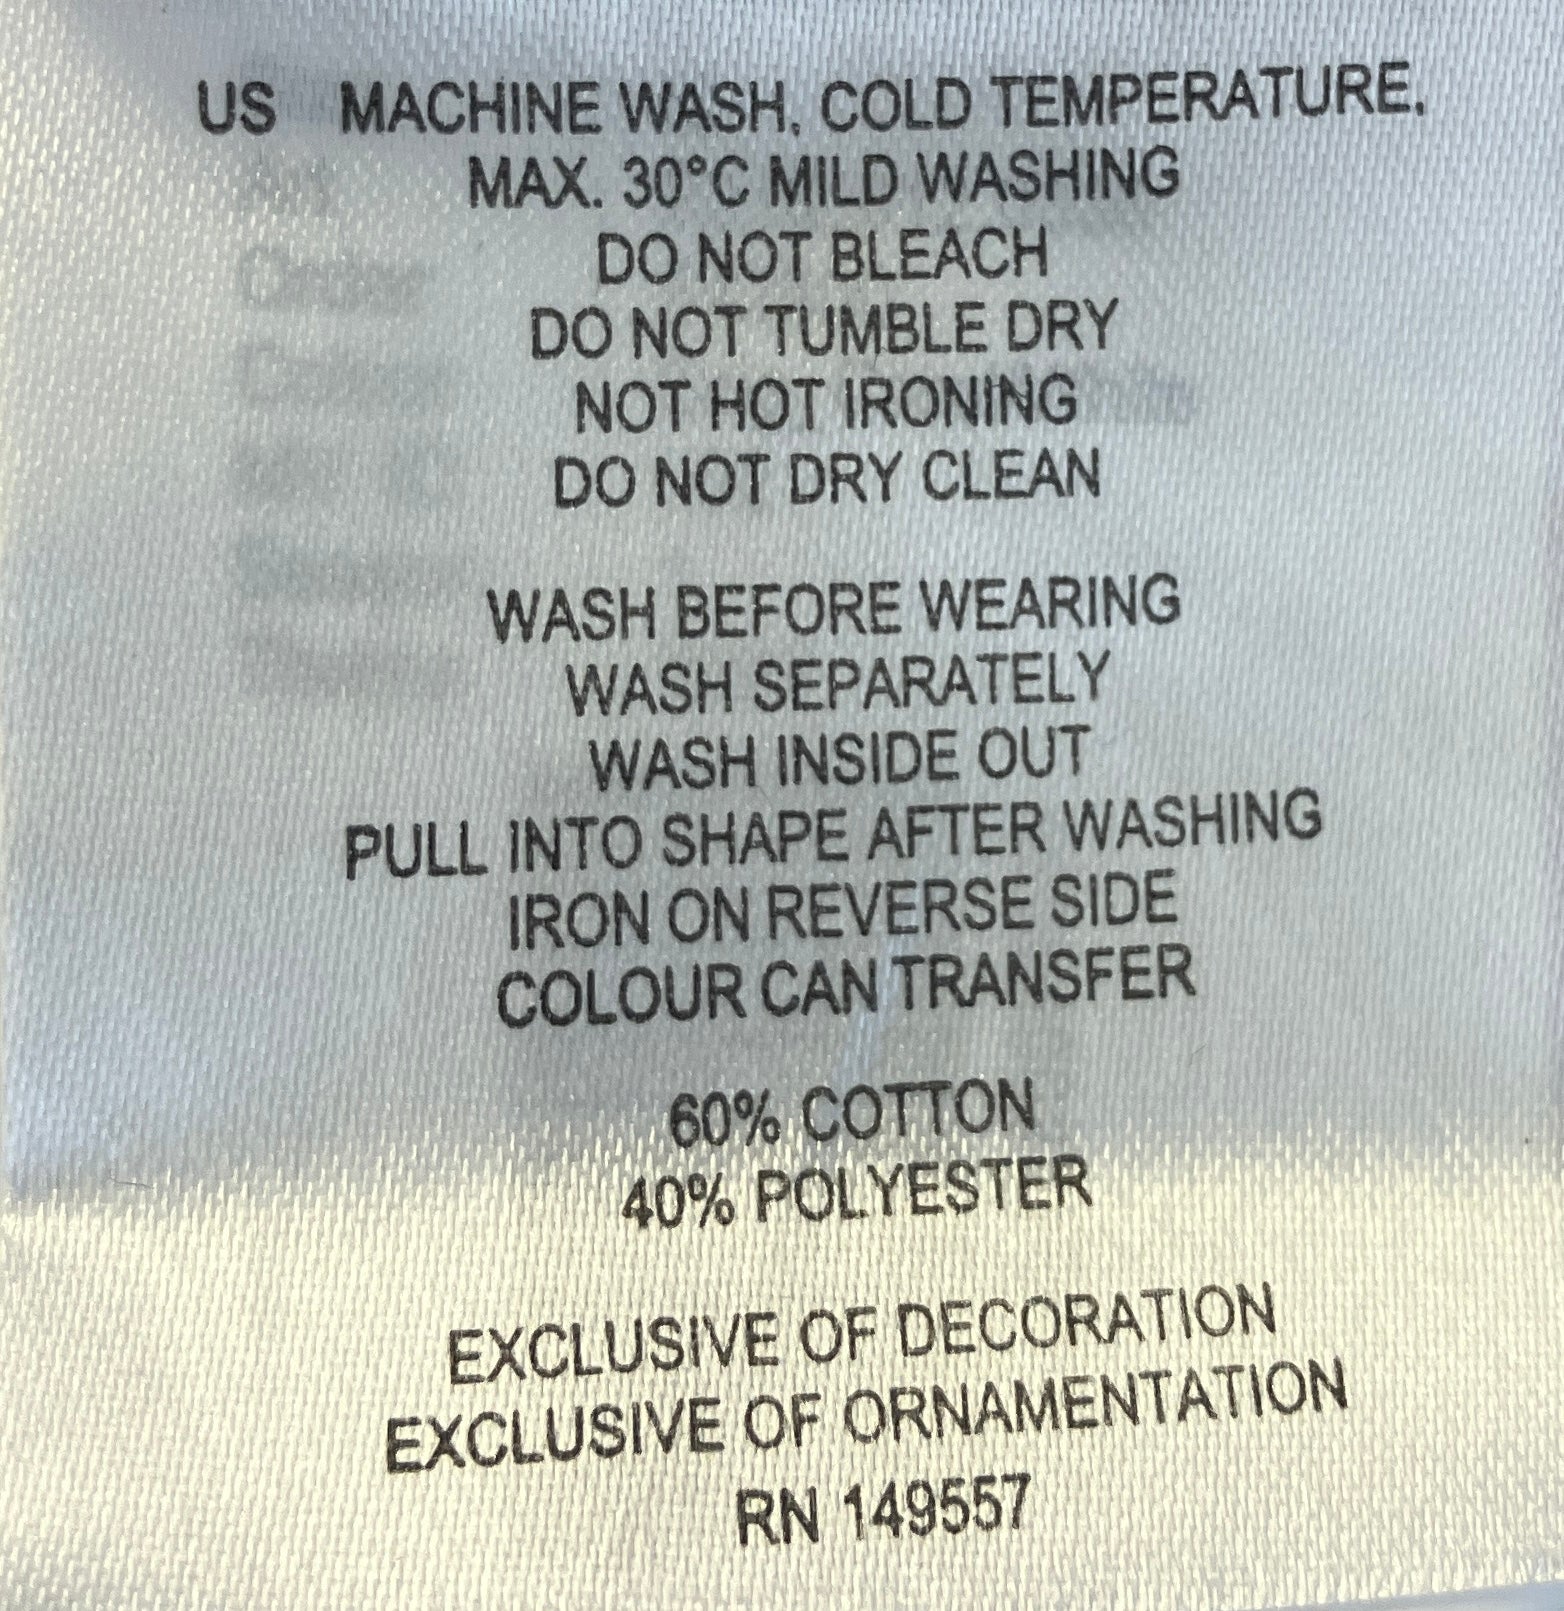 US MACHINE WASH, COLD TEMPERATURE,
MAX. 30°C MILD WASHING
DO NOT BLEACH
DO NOT TUMBLE DRY
NOT HOT IRONING
DO NOT DRY CLEAN
WASH BEFORE WEARING
WASH SEPARATELY
WASH INSIDE OUT
PULL INTO SHAPE AFTER WASHING
IRON ON REVERSE SIDE
COLOUR CAN TRANSFER
60% COTTON
40% POLYESTER
EXCLUSIVE OF DECORATION
EXCLUSIVE OF ORNAMENTATION
RN 149557